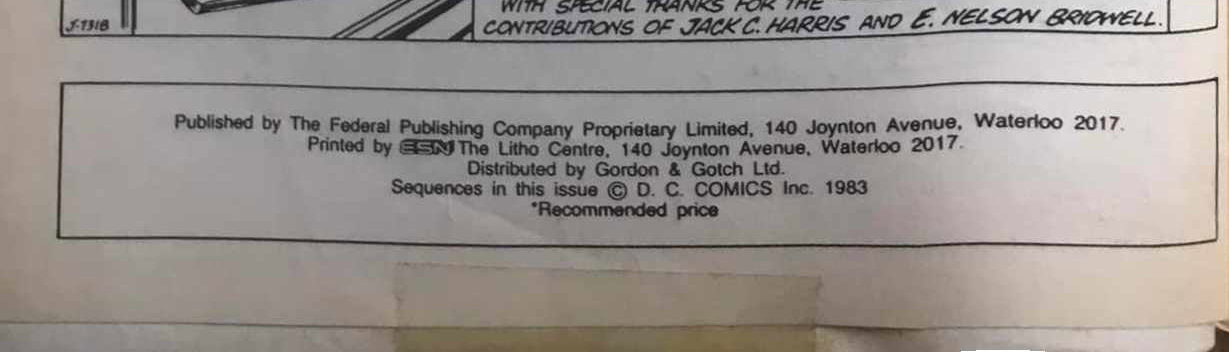 WITH SPECIAL THANKS FOR THE
J-7318 CONTRIBUTIONS OF JACK C. HARRIS AND E. NELSON BRIDWELL.
Published by The Federal Publishing Company Proprietary Limited, 140 Joynton Avenue, Waterloo 2017.
Printed by ESN The Litho Centre, 140 Joynton Avenue, Waterloo 2017.
Distributed by Gordon & Gotch Ltd.
Sequences in this issue © D. C. COMICS Inc. 1983
*Recommended price